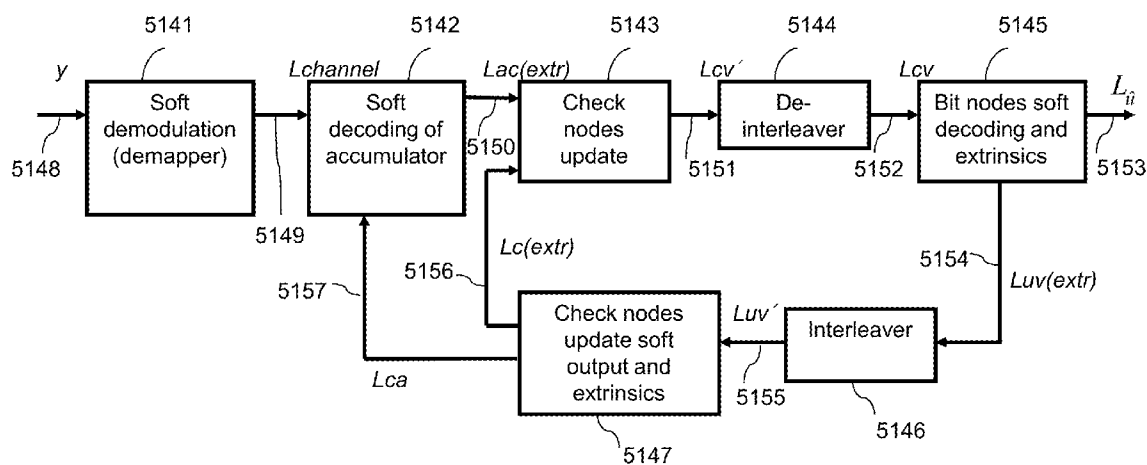 5141
5142
5143
5144
5145
y
Lchannel
Lac(extr)
Lcv´
Lcv
Lûî
Soft
demodulation
(demapper)
Soft
decoding of
accumulator
Check
nodes
update
De-
interleaver
Bit nodes soft
decoding and
extrinsics
5148
5149
5150
5151
5152
5153
5154
Lc(extr)
5156
5157
Luv(extr)
Check nodes
update soft
output and
extrinsics
Luv´
Interleaver
Lca
5155
5146
5147